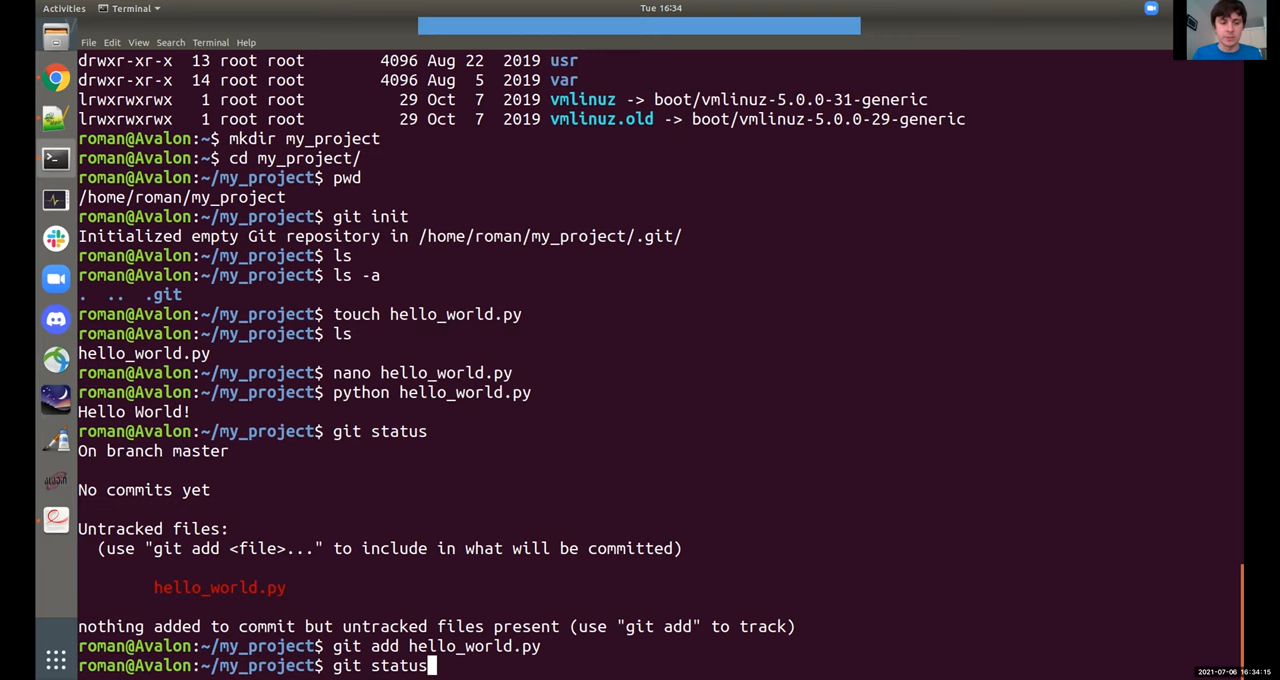 Activities Terminal Tue 16:34
File Edit View Search Terminal Help
drwxr-xr-x 13 root root 4096 Aug 22 2019 usr
drwxr-xr-x 14 root root 4096 Aug 5 2019 var
lrwxrwxrwx 1 root root 29 Oct 7 2019 vmlinuz -> boot/vmlinuz-5.0.0-31-generic
lrwxrwxrwx 1 root root 29 Oct 7 2019 vmlinuz.old -> boot/vmlinuz-5.0.0-29-generic
roman@Avalon:~$ mkdir my_project
roman@Avalon:~$ cd my_project/
roman@Avalon:~/my_project$ pwd
/home/roman/my_project
roman@Avalon:~/my_project$ git init
Initialized empty Git repository in /home/roman/my_project/.git/
roman@Avalon:~/my_project$ ls
roman@Avalon:~/my_project$ ls -a
. .. .git
roman@Avalon:~/my_project$ touch hello_world.py
roman@Avalon:~/my_project$ ls
hello_world.py
roman@Avalon:~/my_project$ nano hello_world.py
roman@Avalon:~/my_project$ python hello_world.py
Hello World!
roman@Avalon:~/my_project$ git status
On branch master
No commits yet
Untracked files:
(use "git add <file>..." to include in what will be committed)
hello_world.py
nothing added to commit but untracked files present (use "git add" to track)
roman@Avalon:~/my_project$ git add hello_world.py
roman@Avalon:~/my_project$ git status
2021-07-06 16:34:15